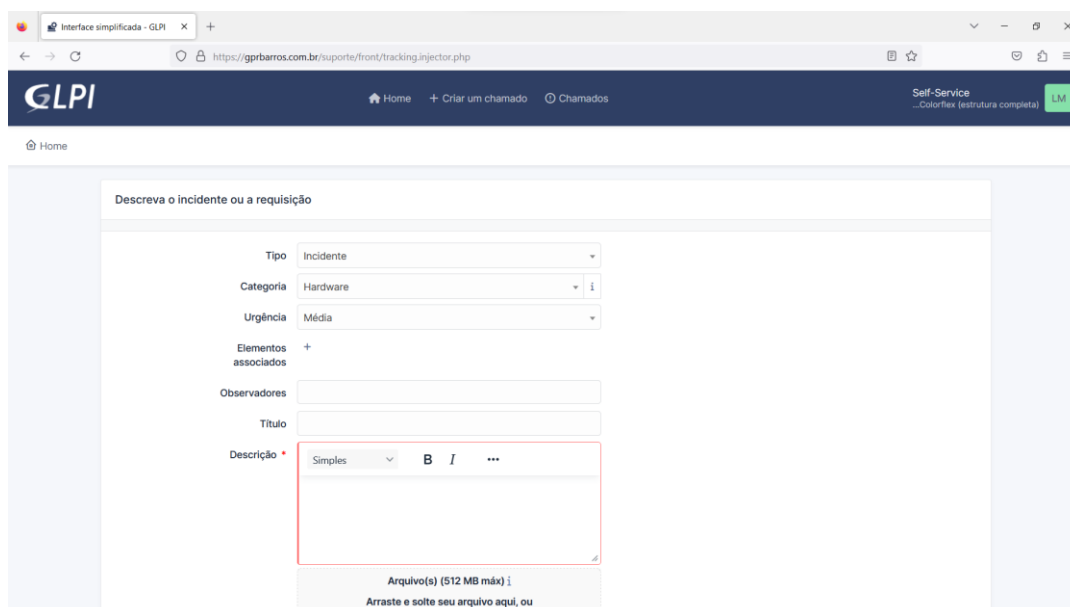 Interface simplificada - GLPI
https://gprbarros.com.br/suporte/front/tracking.injector.php
GLPI
Home
Criar um chamado
Chamados
Self-Service
...Colorflex (estrutura completa)
LM
Home
Descreva o incidente ou a requisição
Tipo Incidente
Categoria Hardware i
Urgência Média
Elementos associados +
Observadores
Título
Descrição *
Simples B I ...
Arquivo(s) (512 MB máx) i
Arraste e solte seu arquivo aqui, ou